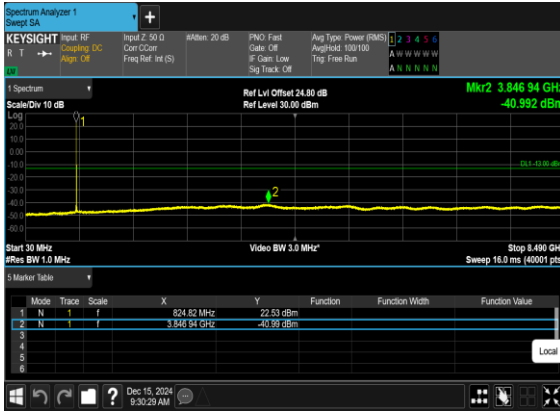 Spectrum Analyzer 1
Swept SA
+
KEYSIGHT Input: RF Input Z: 50 Ω #Atten: 20 dB PNO: Fast Avg Type: Power (RMS) 1 2 3 4 5 6
R T Coupling: DC Corr CCorr Gate: Off Avg|Hold: 100/100 A W W W W W
Align: Off Freq Ref: Int (S) IF Gain: Low Trig: Free Run
LXI Sig Track: Off A N N N N N
1 Spectrum Ref Lvl Offset 24.80 dB Mkr2 3.846 94 GHz
Scale/Div 10 dB Ref Level 30.00 dBm -40.992 dBm
Log
20.0
10.0
0.00
-10.0
-20.0
-30.0
-40.0
-50.0
-60.0
1
2
DL1 -13.00 dBm
Start 30 MHz Video BW 3.0 MHz* Stop 8.490 GH
#Res BW 1.0 MHz Sweep 16.0 ms (40001 pts
5 Marker Table
Mode Trace Scale X Y Function Function Width Function Value
1 N 1 f 824.82 MHz 22.53 dBm
2 N 1 f 3.846 94 GHz -40.99 dBm
3
4
5
6
Local
? Dec 15, 2024
9:30:29 AM